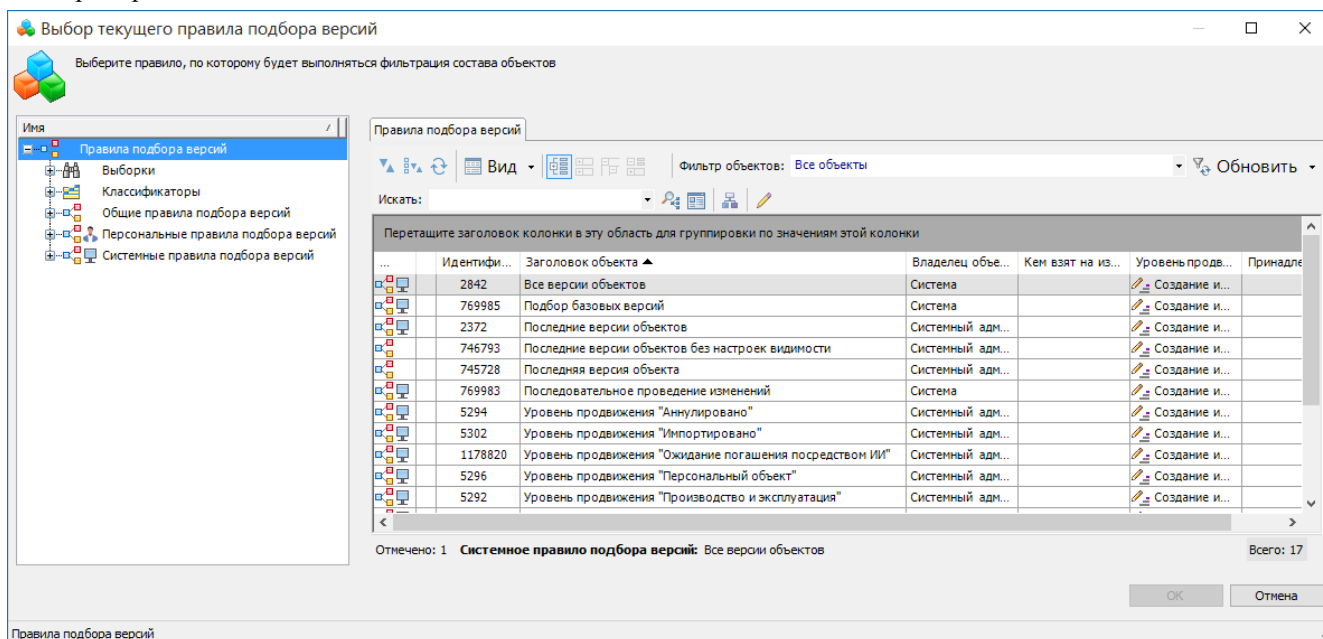 Выбор текущего правила подбора версий
Выберите правило, по которому будет выполняться фильтрация состава объектов
Имя
Правила подбора версий
Выборки
Классификаторы
Общие правила подбора версий
Персональные правила подбора версий
Системные правила подбора версий
Правила подбора версий
Вид Фильтр объектов: Все объекты Обновить
Искать:
Перетащите заголовок колонки в эту область для группировки по значениям этой колонки
... Идентифи... Заголовок объекта Владелец объе... Кем взят на из... Уровень продв... Принадле
2842 Все версии объектов Система Создание и...
769985 Подбор базовых версий Система Создание и...
2372 Последние версии объектов Системный адм... Создание и...
746793 Последние версии объектов без настроек видимости Системный адм... Создание и...
745728 Последняя версия объекта Системный адм... Создание и...
769983 Последовательное проведение изменений Система Создание и...
5294 Уровень продвижения "Аннулировано" Системный адм... Создание и...
5302 Уровень продвижения "Импортировано" Системный адм... Создание и...
1178820 Уровень продвижения "Ожидание погашения посредством ИИ" Системный адм... Создание и...
5296 Уровень продвижения "Персональный объект" Системный адм... Создание и...
5292 Уровень продвижения "Производство и эксплуатация" Системный адм... Создание и...
Отмечено: 1 Системное правило подбора версий: Все версии объектов Всего: 17
OK Отмена
Правила подбора версий